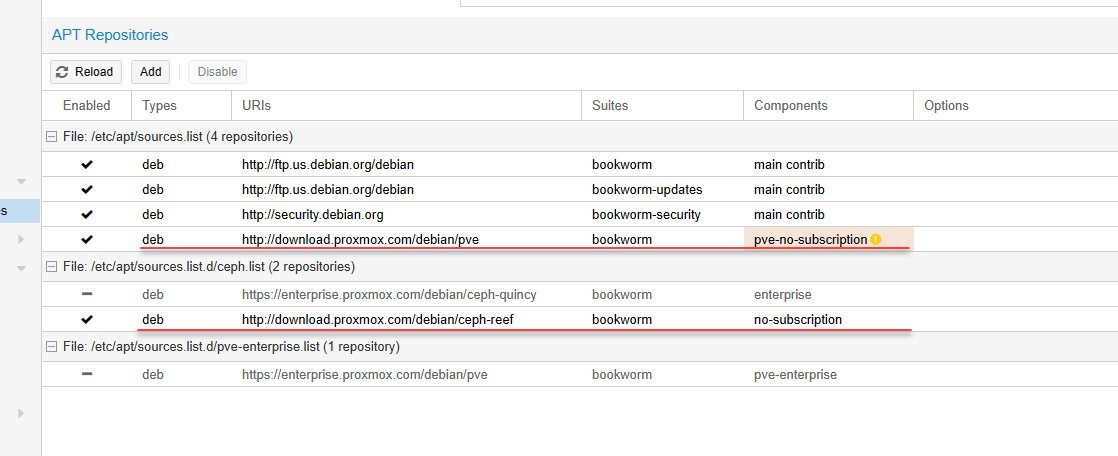 APT Repositories
Reload Add Disable
Enabled Types URIs Suites Components Options
File: /etc/apt/sources.list (4 repositories)
deb http://ftp.us.debian.org/debian bookworm main contrib
deb http://ftp.us.debian.org/debian bookworm-updates main contrib
deb http://security.debian.org bookworm-security main contrib
deb http://download.proxmox.com/debian/pve bookworm pve-no-subscription
File: /etc/apt/sources.list.d/ceph.list (2 repositories)
deb https://enterprise.proxmox.com/debian/ceph-quincy bookworm enterprise
deb http://download.proxmox.com/debian/ceph-reef bookworm no-subscription
File: /etc/apt/sources.list.d/pve-enterprise.list (1 repository)
deb https://enterprise.proxmox.com/debian/pve bookworm pve-enterprise